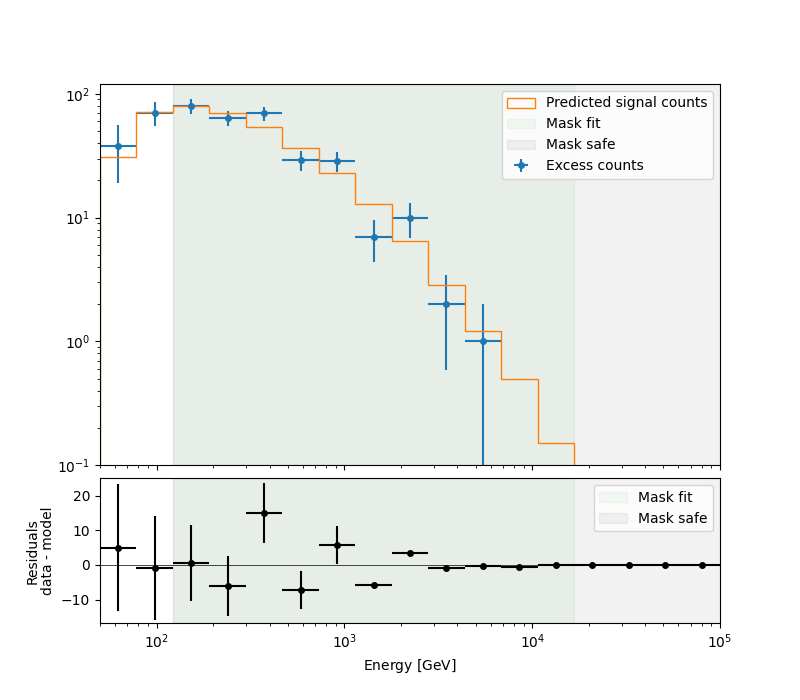 10²
10¹
10⁰
10⁻¹
Predicted signal counts
Mask fit
Mask safe
Excess counts
20
10
0
−10
Residuals
data - model
Mask fit
Mask safe
10²
10³
10⁴
10⁵
Energy [GeV]